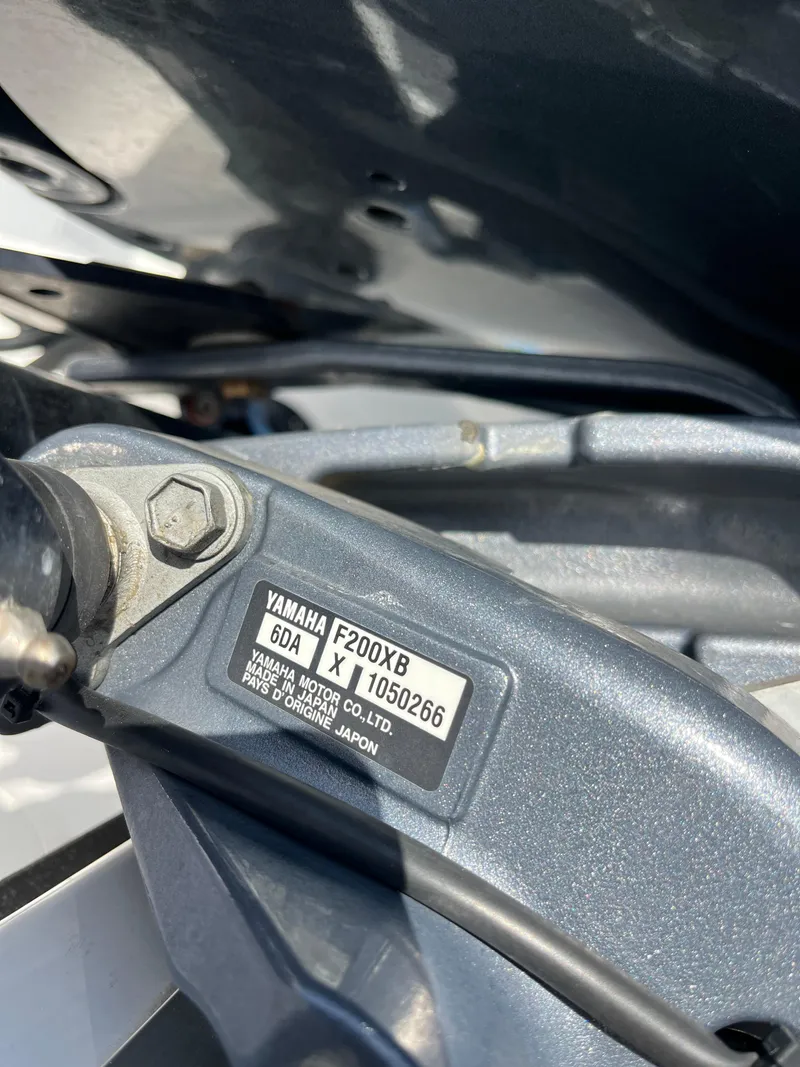 YAMAHA F200XB
6DA X 1050266
YAMAHA MOTOR CO.,LTD.
MADE IN JAPAN
PAYS D'ORIGINE JAPON